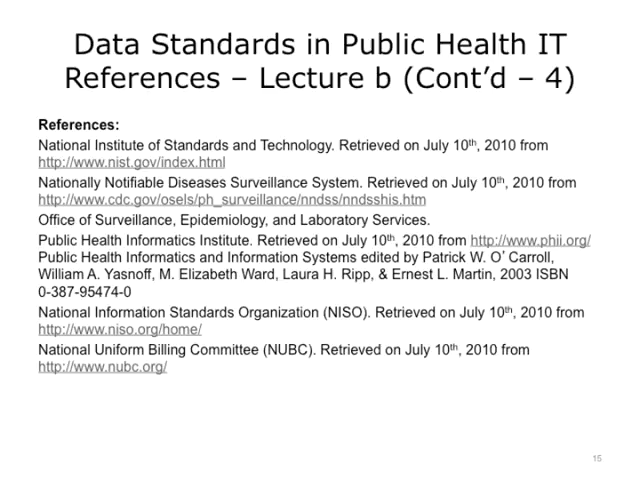 Data Standards in Public Health IT
References – Lecture b (Cont’d – 4)
References:
National Institute of Standards and Technology. Retrieved on July 10th, 2010 from
http://www.nist.gov/index.html
Nationally Notifiable Diseases Surveillance System. Retrieved on July 10th, 2010 from
http://www.cdc.gov/osels/ph_surveillance/nndss/nndsshis.htm
Office of Surveillance, Epidemiology, and Laboratory Services.
Public Health Informatics Institute. Retrieved on July 10th, 2010 from http://www.phii.org/
Public Health Informatics and Information Systems edited by Patrick W. O’Carroll,
William A. Yasnoff, M. Elizabeth Ward, Laura H. Ripp, & Ernest L. Martin, 2003 ISBN
0-387-95474-0
National Information Standards Organization (NISO). Retrieved on July 10th, 2010 from
http://www.niso.org/home/
National Uniform Billing Committee (NUBC). Retrieved on July 10th, 2010 from
http://www.nubc.org/
15